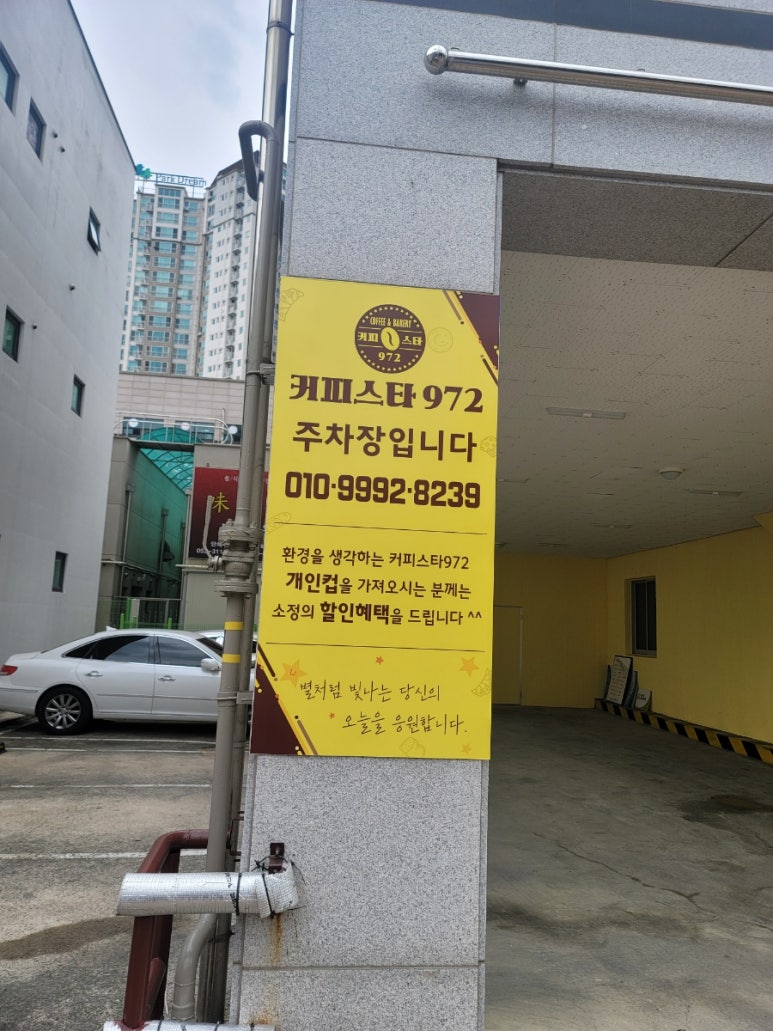 Park Dream
COFFEE & BAKERY
커피 스타
972
커피스타 972
주차장입니다
010·9992·8239
환경을 생각하는 커피스타972
개인컵을 가져오시는 분께는
소정의 할인혜택을 드립니다 ^^
별처럼 빛나는 당신의
오늘을 응원합니다.
味